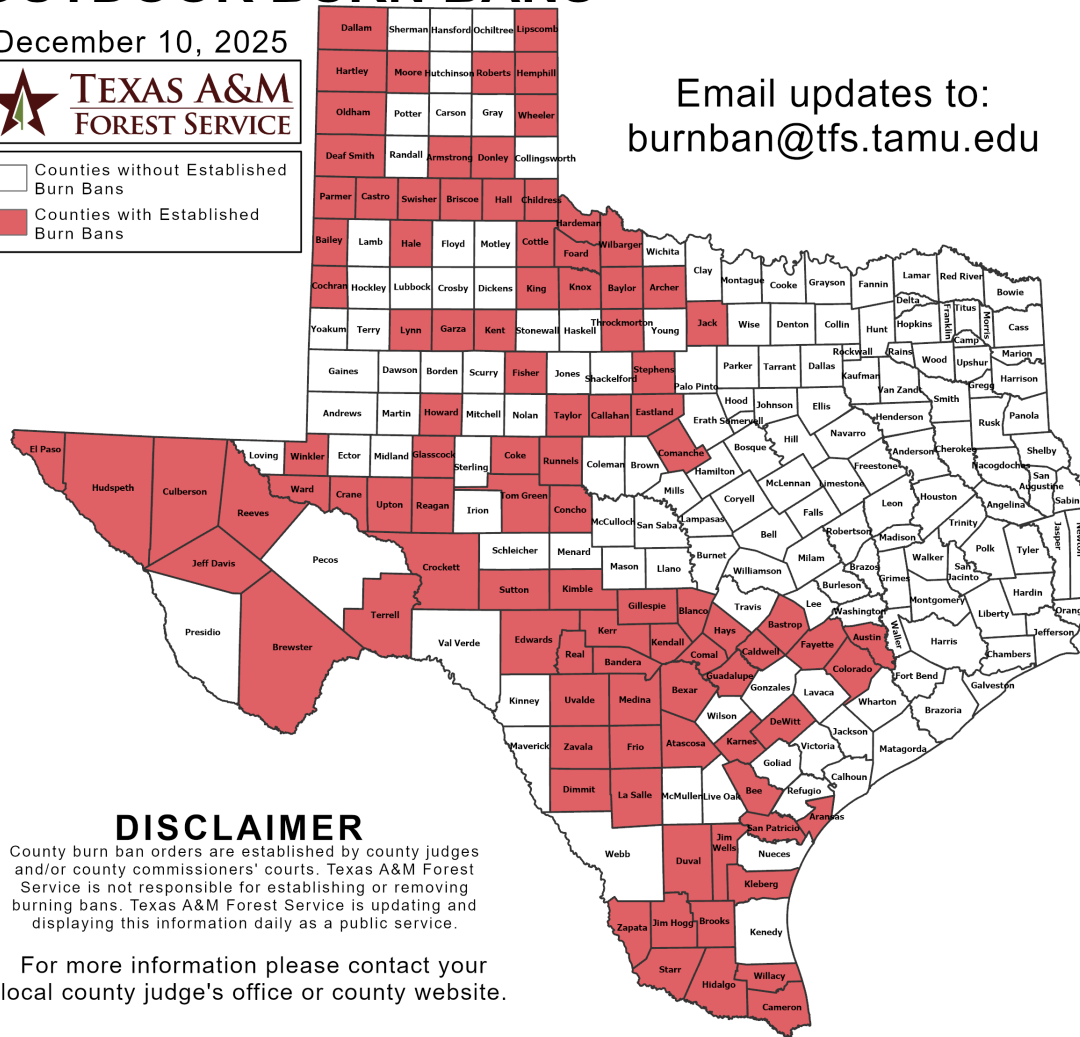 OUTDOOR BURN BANS
December 10, 2025
TEXAS A&M
FOREST SERVICE
Counties without Established
Burn Bans
Counties with Established
Burn Bans
Email updates to:
burnban@tfs.tamu.edu
Dallam Sherman Hansford Ochiltree Lipscomb
Hartley Moore Hutchinson Roberts Hemphill
Oldham Potter Carson Gray Wheeler
Deaf Smith Randall Armstrong Donley Collingsworth
Parmer Castro Swisher Briscoe Hall Childress
Hardeman
Bailey Lamb Hale Floyd Motley Cottle Foard Wilbarger Wichita
Clay Montague Cooke Grayson Fannin Lamar Red River Bowie
Cochran Hockley Lubbock Crosby Dickens King Knox Baylor Archer
Delta Franklin Titus Morris Cass
Yoakum Terry Lynn Garza Kent Stonewall Haskell Throckmorton Young Jack Wise Denton Collin Hunt Hopkins Camp
Rockwall Rains Wood Upshur Marion
Gaines Dawson Borden Scurry Fisher Jones Shackelford Stephens Palo Pinto Parker Tarrant Dallas Kaufman Van Zandt Gregg Harrison
Smith
Andrews Martin Howard Mitchell Nolan Taylor Callahan Eastland Erath Hood Somervell Johnson Ellis Henderson Rusk Panola
El Paso Loving Winkler Ector Midland Glasscock Sterling Coke Runnels Coleman Brown Comanche Hamilton Bosque Hill Navarro Freestone Anderson Cherokee Nacogdoches Shelby
San
Augustine
Sabin
Hudspeth Culberson Reeves Ward Crane Upton Reagan Irion Tom Green Concho Mills Coryell McLennan Limestone Leon Houston Angelina
McCulloch San Saba Lampasas Bell Falls Robertson Madison Trinity Jasper Newton
Jeff Davis Pecos Crockett Schleicher Menard Mason Llano Burnet Williamson Milam Brazos Grimes Walker San
Jacinto
Polk Tyler
Terrell Sutton Kimble Gillespie Blanco Travis Lee Burleson Washington Montgomery Liberty Hardin Orang
Presidio Brewster Val Verde Edwards Real Kerr Kendall Bandera Hays Comal Caldwell Bastrop Fayette Austin Waller Harris Jefferson
Chambers
Guadalupe Colorado Fort Bend Galveston
Kinney Uvalde Medina Bexar Wilson Gonzales Lavaca Wharton Brazoria
Maverick Zavala Frio Atascosa Karnes DeWitt Victoria Jackson Matagorda
Goliad Calhoun
Dimmit La Salle McMullen Live Oak Bee Refugio Aransas
San Patricio
Webb Duval Jim
Wells
Nueces
Kleberg
Zapata Jim Hogg Brooks Kenedy
Starr Hidalgo Willacy
Cameron
DISCLAIMER
County burn ban orders are established by county judges
and/or county commissioners' courts. Texas A&M Forest
Service is not responsible for establishing or removing
burning bans. Texas A&M Forest Service is updating and
displaying this information daily as a public service.
For more information please contact your
local county judge's office or county website.